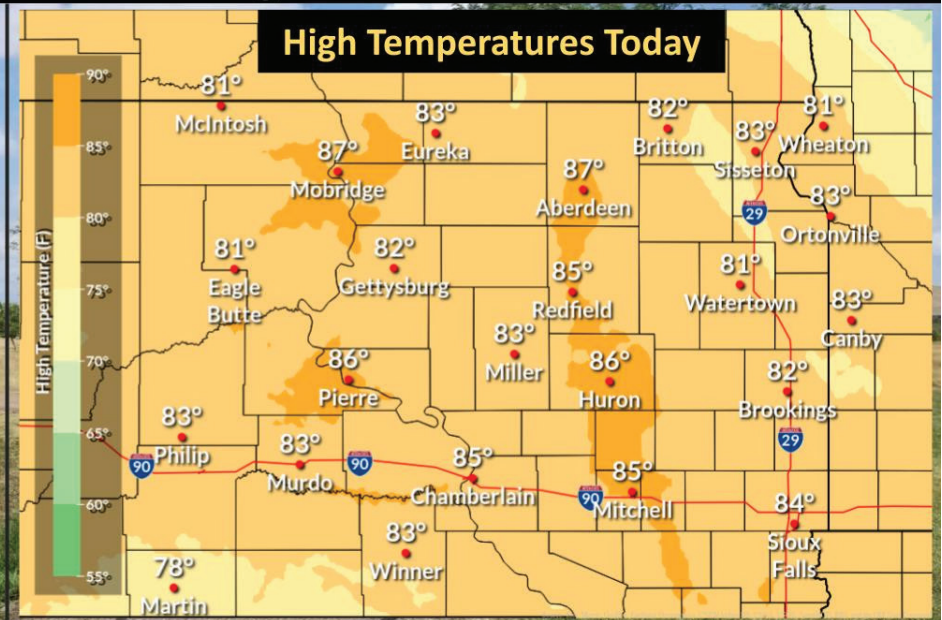 High Temperatures Today
High Temperature (F)
90°
85°
80°
75°
70°
65°
60°
55°
81°
McIntosh
83°
Eureka
82°
Britton
81°
Wheaton
83°
Sisseton
87°
Mobridge
87°
Aberdeen
83°
Ortonville
29
81°
Eagle
Butte
82°
Gettysburg
85°
Redfield
81°
Watertown
83°
Canby
83°
Miller
86°
Pierre
86°
Huron
82°
Brookings
29
83°
Philip
90
83°
Murdo
90
85°
Chamberlain
90
85°
Mitchell
84°
Sioux
Falls
83°
Winner
78°
Martin